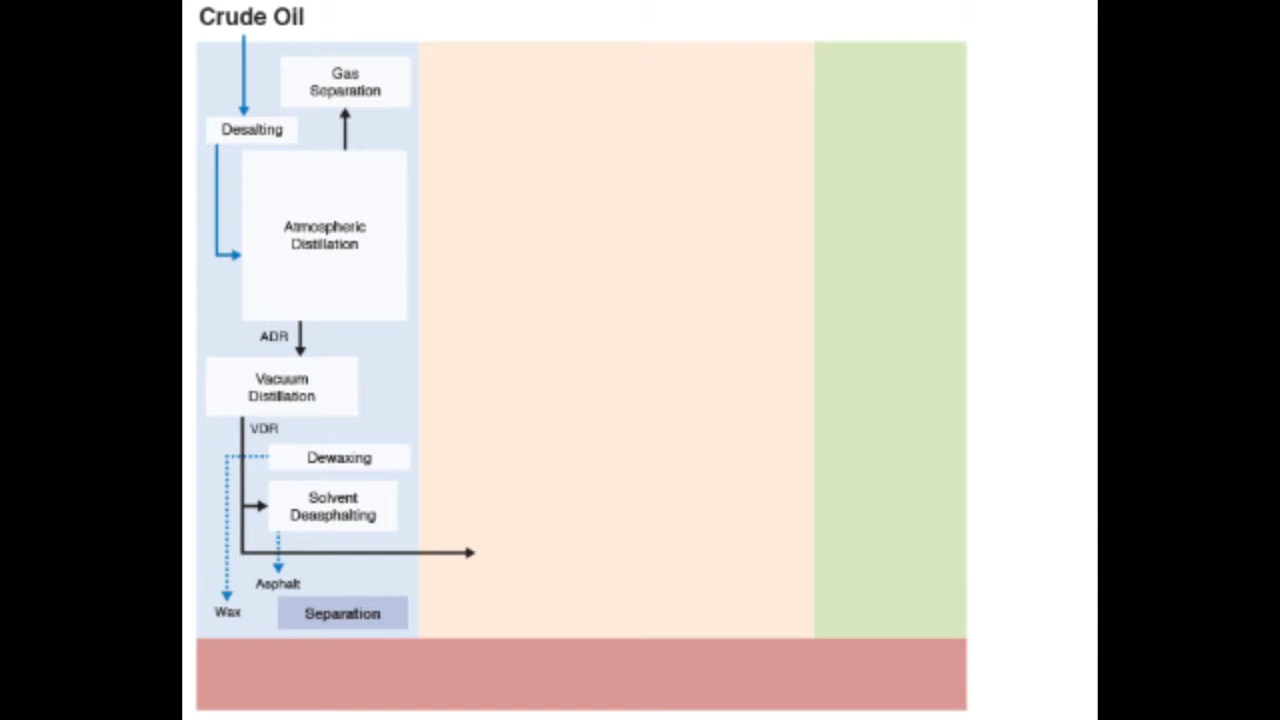 Crude Oil
Gas
Separation
Desalting
Atmospheric
Distillation
ADR
Vacuum
Distillation
VDR
Dewaxing
Solvent
Deasphalting
Asphalt
Wax
Separation